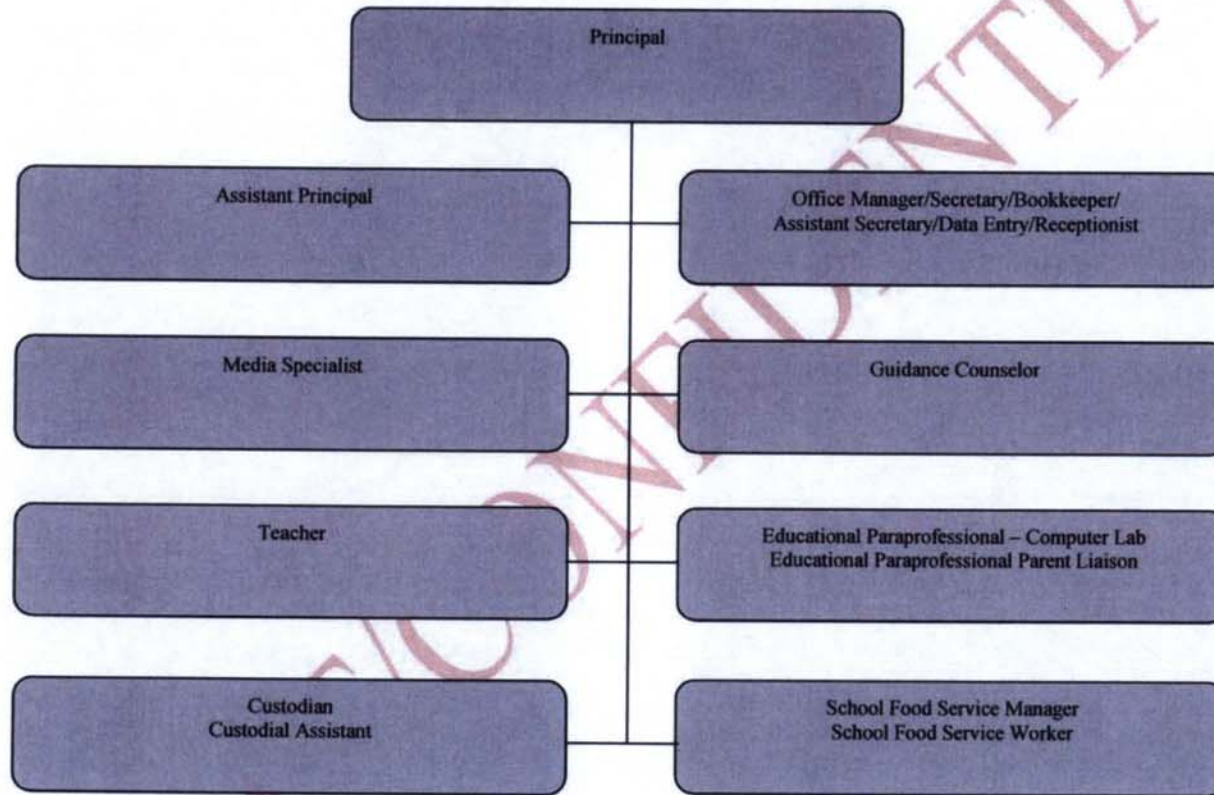 Principal
Assistant Principal
Office Manager/Secretary/Bookkeeper/
Assistant Secretary/Data Entry/Receptionist
Media Specialist
Guidance Counselor
Teacher
Educational Paraprofessional – Computer Lab
Educational Paraprofessional Parent Liaison
Custodian
Custodial Assistant
School Food Service Manager
School Food Service Worker